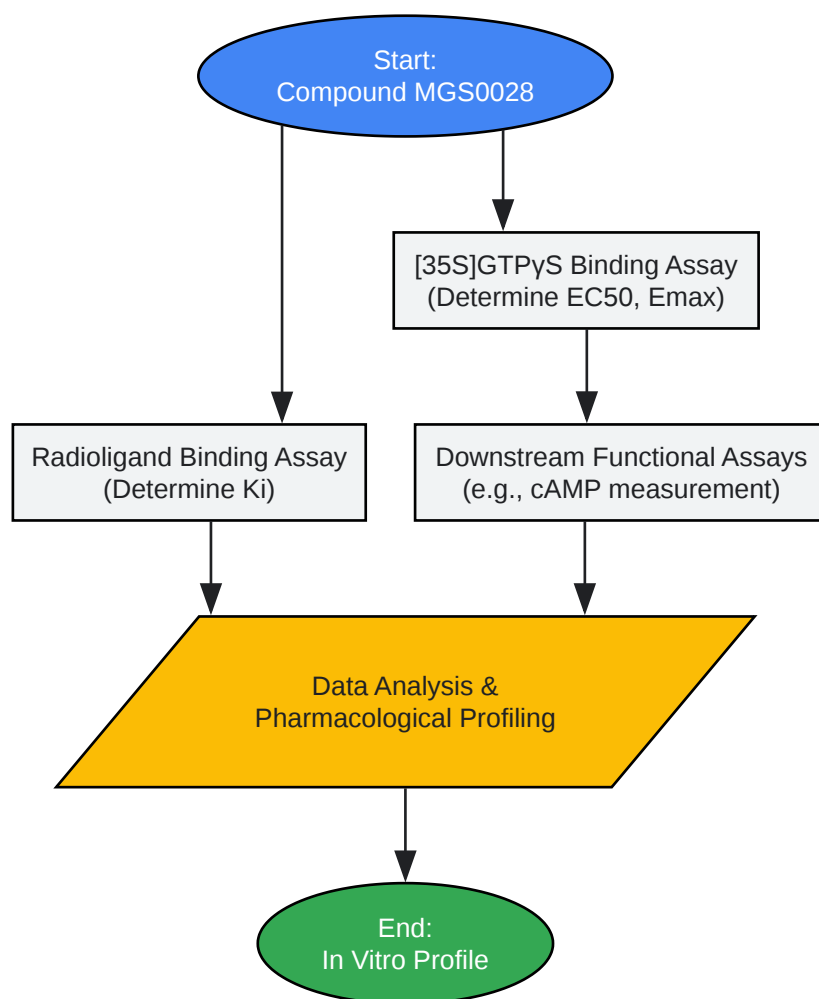 Start:
Compound MGS0028
[35S]GTPγS Binding Assay
(Determine EC50, Emax)
Radioligand Binding Assay
(Determine Ki)
Downstream Functional Assays
(e.g., cAMP measurement)
Data Analysis &
Pharmacological Profiling
End:
In Vitro Profile